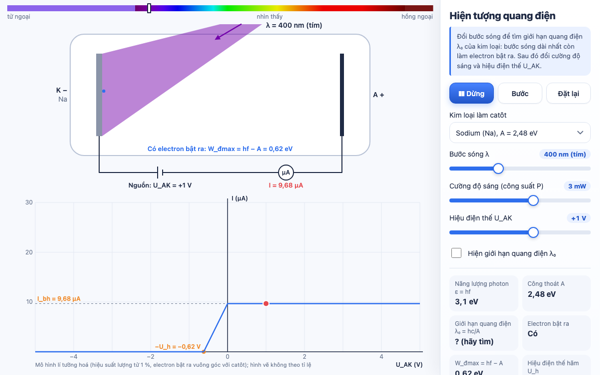 tử ngoại
nhìn thấy
hồng ngoại
λ = 400 nm (tím)
K −
Na
A +
Có electron bật ra: W_đmax = hf − A = 0,62 eV
μA
Nguồn: U_AK = +1 V
I = 9,68 μA
I (μA)
30
20
10
I_bh = 9,68 μA
−U_h = −0,62 V
−4
−2
0
2
4
U_AK (V)
Mô hình lí tưởng hoá (hiệu suất lượng tử 1 %, electron bật ra vuông góc với catôt); hình vẽ không theo tỉ lệ
Hiện tượng quang điện
Đổi bước sóng để tìm giới hạn quang điện
λ₀ của kim loại: bước sóng dài nhất còn
làm electron bật ra. Sau đó đổi cường độ
sáng và hiệu điện thế U_AK.
Dừng
Bước
Đặt lại
Kim loại làm catôt
Sodium (Na), A = 2,48 eV
Bước sóng λ
400 nm (tím)
Cường độ sáng (công suất P)
3 mW
Hiệu điện thế U_AK
+1 V
Hiện giới hạn quang điện λ₀
Năng lượng photon
ε = hf
3,1 eV
Công thoát A
2,48 eV
Giới hạn quang điện
λ₀ = hc/A
? (hãy tìm)
Electron bật ra
Có
W_đmax = hf − A
0,62 eV
Hiệu điện thế hãm
U_h